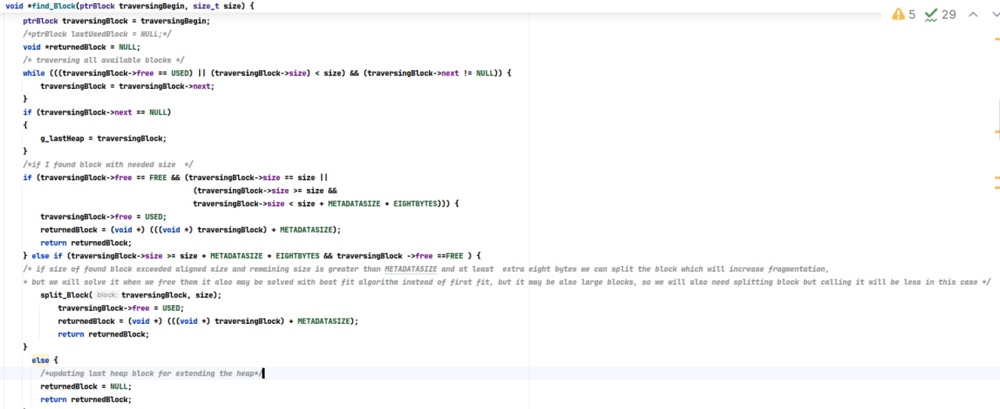 void *find_Block(ptrBlock traversingBegin, size_t size) {
5 29
ptrBlock traversingBlock = traversingBegin;
/*ptrBlock lastUsedBlock = NULL;*/
void *returnedBlock = NULL;
/* traversing all available blocks */
while (((traversingBlock->free == USED) || (traversingBlock->size) < size) && (traversingBlock->next != NULL)) {
traversingBlock = traversingBlock->next;
}
if (traversingBlock->next == NULL)
{
g_lastHeap = traversingBlock;
}
/*if I found block with needed size  */
if (traversingBlock->free == FREE && (traversingBlock->size == size ||
(traversingBlock->size >= size &&
traversingBlock->size < size + METADATASIZE + EIGHTBYTES))) {
traversingBlock->free = USED;
returnedBlock = (void *) (((void *) traversingBlock) + METADATASIZE);
return returnedBlock;
} else if (traversingBlock->size >= size + METADATASIZE + EIGHTBYTES && traversingBlock ->free ==FREE ) {
/* if size of found block exceeded aligned size and remaining size is greater than METADATASIZE and at least  extra eight bytes we can split the block which will increase fragmentation,
* but we will solve it when we free them it also may be solved with best fit algorithm instead of first fit, but it may be also large blocks, so we will also need splitting block but calling it will be less in this case */
split_Block( block: traversingBlock, size);
traversingBlock->free = USED;
returnedBlock = (void *) (((void *) traversingBlock) + METADATASIZE);
return returnedBlock;
}
else {
/*updating last heap block for extending the heap*/
returnedBlock = NULL;
return returnedBlock;